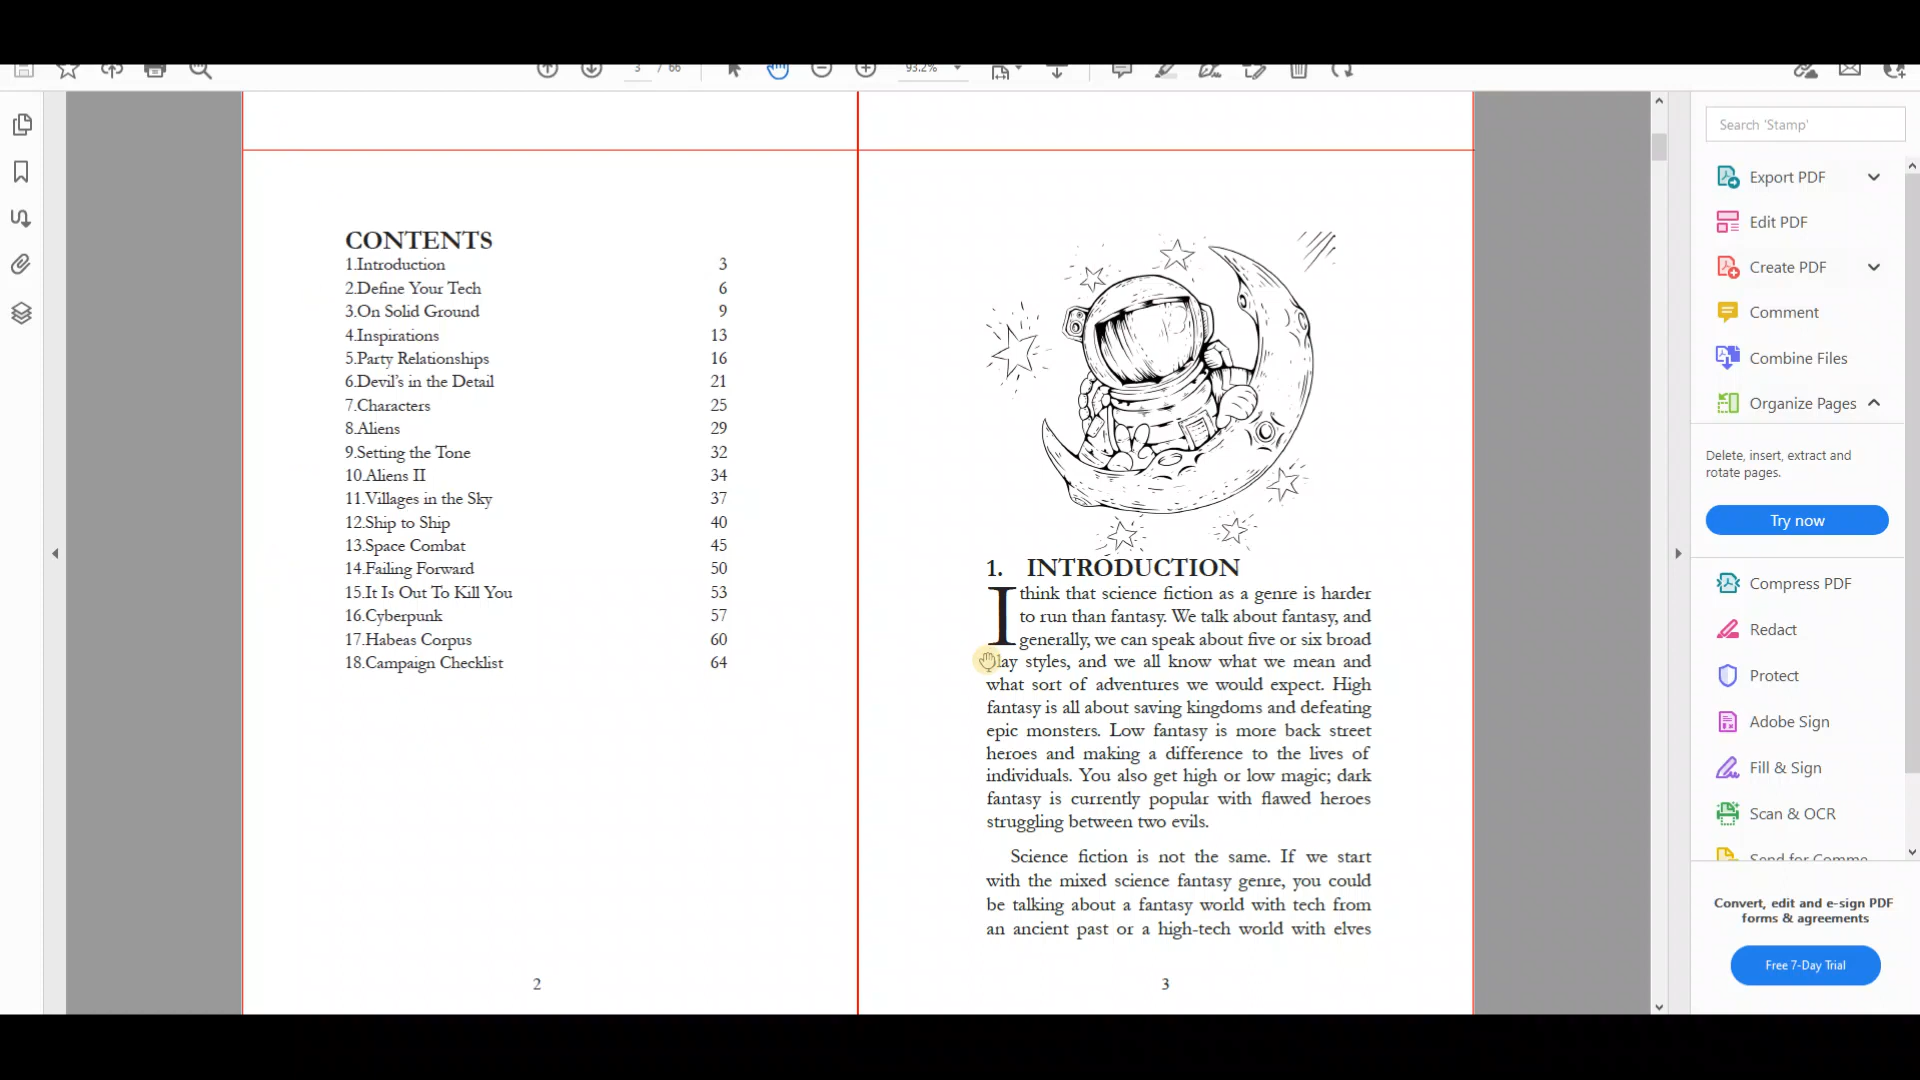 3 / 66
93.2%
CONTENTS
1.Introduction 3
2.Define Your Tech 6
3.On Solid Ground 9
4.Inspirations 13
5.Party Relationships 16
6.Devil's in the Detail 21
7.Characters 25
8.Aliens 29
9.Setting the Tone 32
10.Aliens II 34
11.Villages in the Sky 37
12.Ship to Ship 40
13.Space Combat 45
14.Failing Forward 50
15.It Is Out To Kill You 53
16.Cyberpunk 57
17.Habeas Corpus 60
18.Campaign Checklist 64
2
1. INTRODUCTION
I think that science fiction as a genre is harder
to run than fantasy. We talk about fantasy, and
generally, we can speak about five or six broad
play styles, and we all know what we mean and
what sort of adventures we would expect. High
fantasy is all about saving kingdoms and defeating
epic monsters. Low fantasy is more back street
heroes and making a difference to the lives of
individuals. You also get high or low magic; dark
fantasy is currently popular with flawed heroes
struggling between two evils.
Science fiction is not the same. If we start
with the mixed science fantasy genre, you could
be talking about a fantasy world with tech from
an ancient past or a high-tech world with elves
3
Search 'Stamp'
Export PDF
Edit PDF
Create PDF
Comment
Combine Files
Organize Pages
Delete, insert, extract and
rotate pages.
Try now
Compress PDF
Redact
Protect
Adobe Sign
Fill & Sign
Scan & OCR
Send for Comme
Convert, edit and e-sign PDF
forms & agreements
Free 7-Day Trial